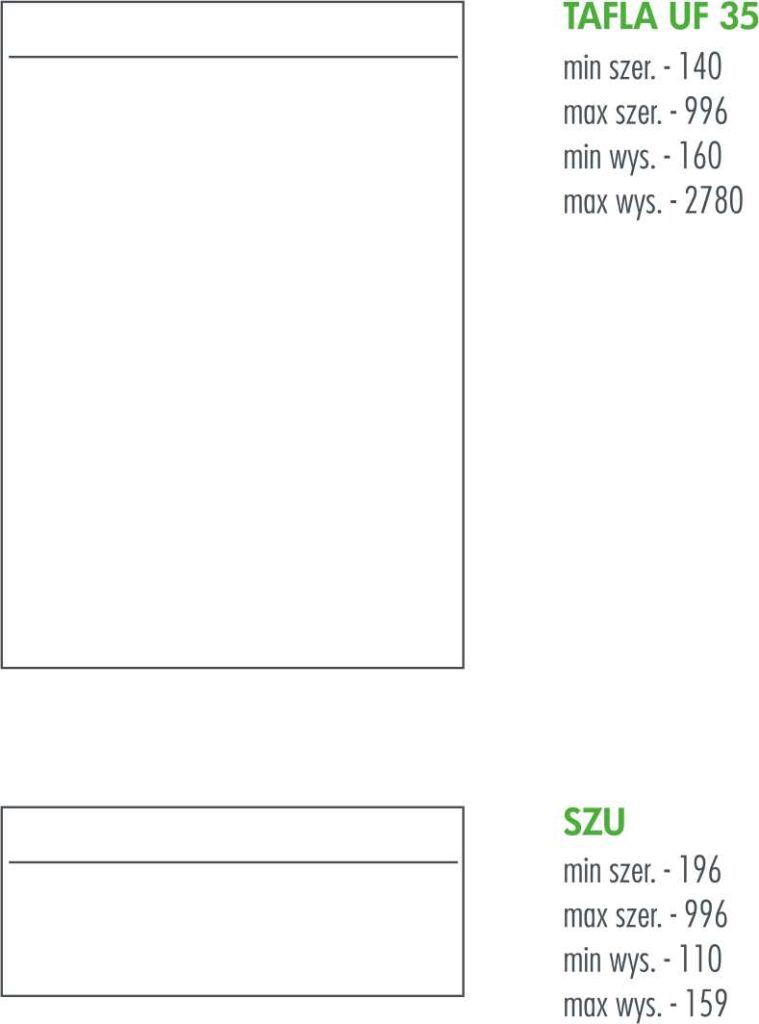 TAFLA UF 35
min szer. - 140
max szer. - 996
min wys. - 160
max wys. - 2780
SZU
min szer. - 196
max szer. - 996
min wys. - 110
max wys. - 159